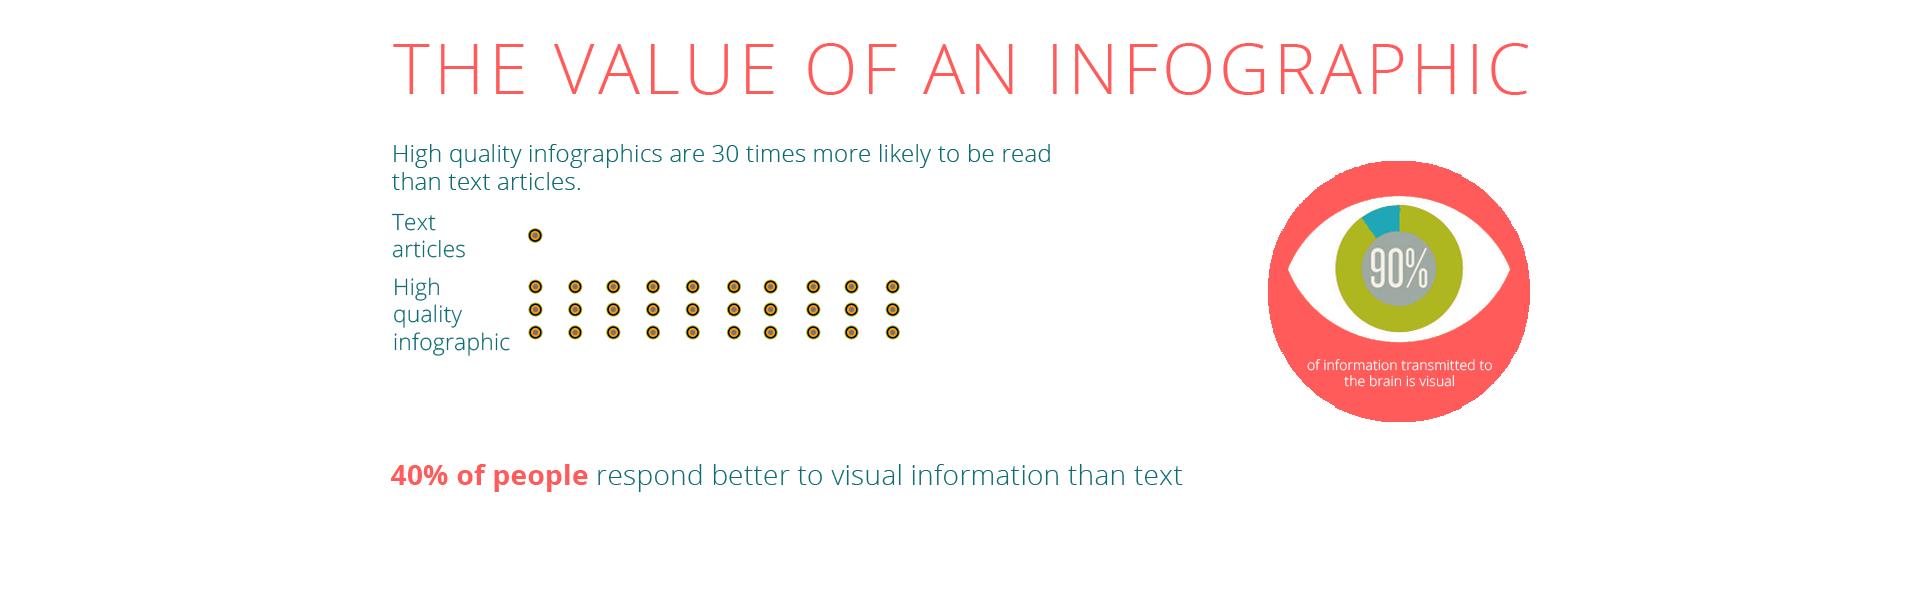 THE VALUE OF AN INFOGRAPHIC
High quality infographics are 30 times more likely to be read
than text articles.
Text
articles
High
quality
infographic
90%
of information transmitted to
the brain is visual
40% of people respond better to visual information than text